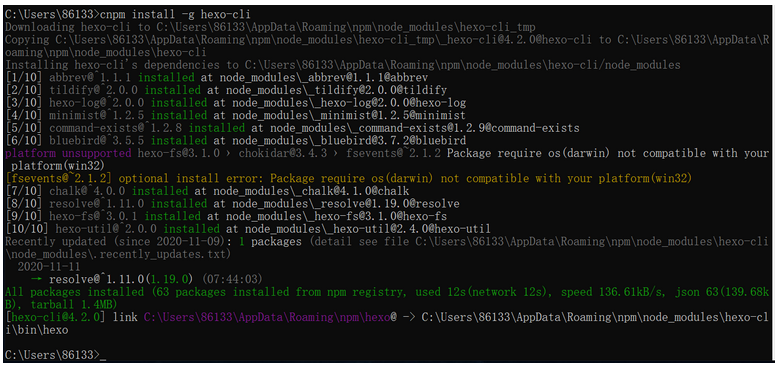 C:\Users\86133>cnpm install -g hexo-cli
Downloading hexo-cli to C:\Users\86133\AppData\Roaming\npm\node_modules\hexo-cli_tmp
Copying C:\Users\86133\AppData\Roaming\npm\node_modules\hexo-cli_tmp\_hexo-cli@4.2.0@hexo-cli to C:\Users\86133\AppData\R
oaming\npm\node_modules\hexo-cli
Installing hexo-cli's dependencies to C:\Users\86133\AppData\Roaming\npm\node_modules\hexo-cli/node_modules
[1/10] abbrev@^1.1.1 installed at node_modules\_abbrev@1.1.1@abbrev
[2/10] tildify@^2.0.0 installed at node_modules\_tildify@2.0.0@tildify
[3/10] hexo-log@^2.0.0 installed at node_modules\_hexo-log@2.0.0@hexo-log
[4/10] minimist@^1.2.5 installed at node_modules\_minimist@1.2.5@minimist
[5/10] command-exists@^1.2.8 installed at node_modules\_command-exists@1.2.9@command-exists
[6/10] bluebird@^3.5.5 installed at node_modules\_bluebird@3.7.2@bluebird
platform unsupported hexo-fs@3.1.0 › chokidar@3.4.3 › fsevents@~2.1.2 Package require os(darwin) not compatible with your
platform(win32)
[fsevents@~2.1.2] optional install error: Package require os(darwin) not compatible with your platform(win32)
[7/10] chalk@^4.0.0 installed at node_modules\_chalk@4.1.0@chalk
[8/10] resolve@^1.11.0 installed at node_modules\_resolve@1.19.0@resolve
[9/10] hexo-fs@^3.0.1 installed at node_modules\_hexo-fs@3.1.0@hexo-fs
[10/10] hexo-util@^2.0.0 installed at node_modules\_hexo-util@2.4.0@hexo-util
Recently updated (since 2020-11-09): 1 packages (detail see file C:\Users\86133\AppData\Roaming\npm\node_modules\hexo-cli
\node_modules\.recently_updates.txt)
2020-11-11
→ resolve@^1.11.0(1.19.0) (07:44:03)
All packages installed (63 packages installed from npm registry, used 12s(network 12s), speed 136.61kB/s, json 63(139.68k
B), tarball 1.4MB)
[hexo-cli@4.2.0] link C:\Users\86133\AppData\Roaming\npm\hexo@ -> C:\Users\86133\AppData\Roaming\npm\node_modules\hexo-cl
i\bin\hexo
C:\Users\86133>_